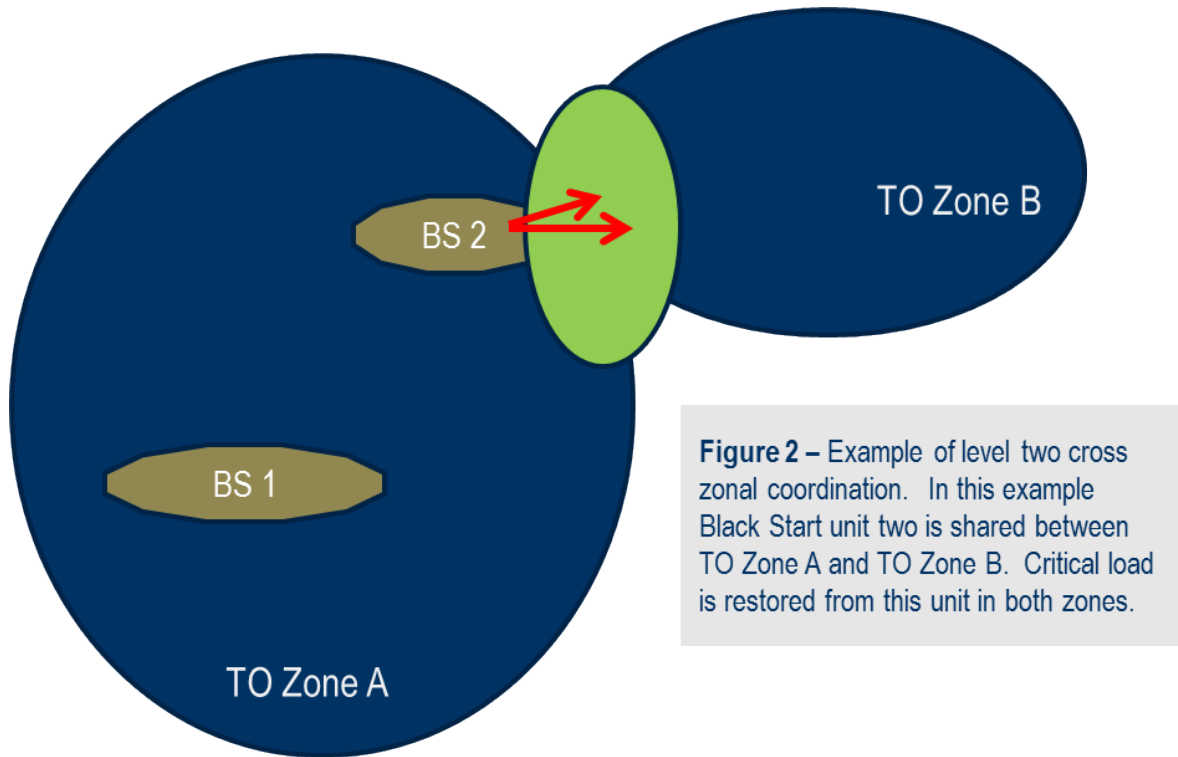 TO Zone B
BS 2
BS 1
TO Zone A
Figure 2 – Example of level two cross
zonal coordination. In this example
Black Start unit two is shared between
TO Zone A and TO Zone B. Critical load
is restored from this unit in both zones.